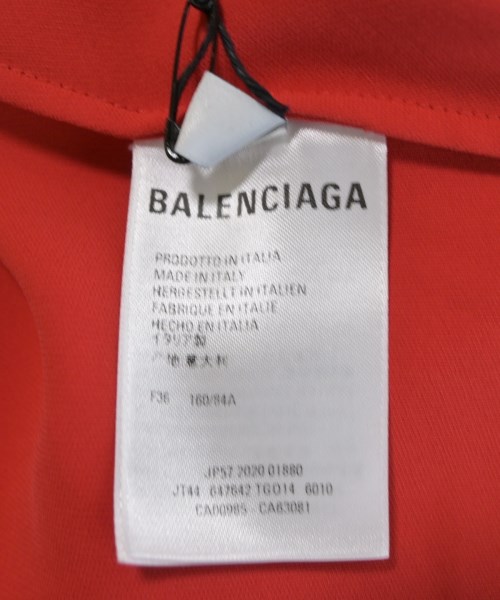 BALENCIAGA
PRODOTTO IN ITALIA
MADE IN ITALY
HERGESTELLT IN ITALIEN
FABRIQUE EN ITALIE
HECHO EN ITALIA
イタリア製
产地 意大利
F36 160/84A
JP57 2020 01880
JT44 647642 TGO14 6010
CA00985 - CA63081